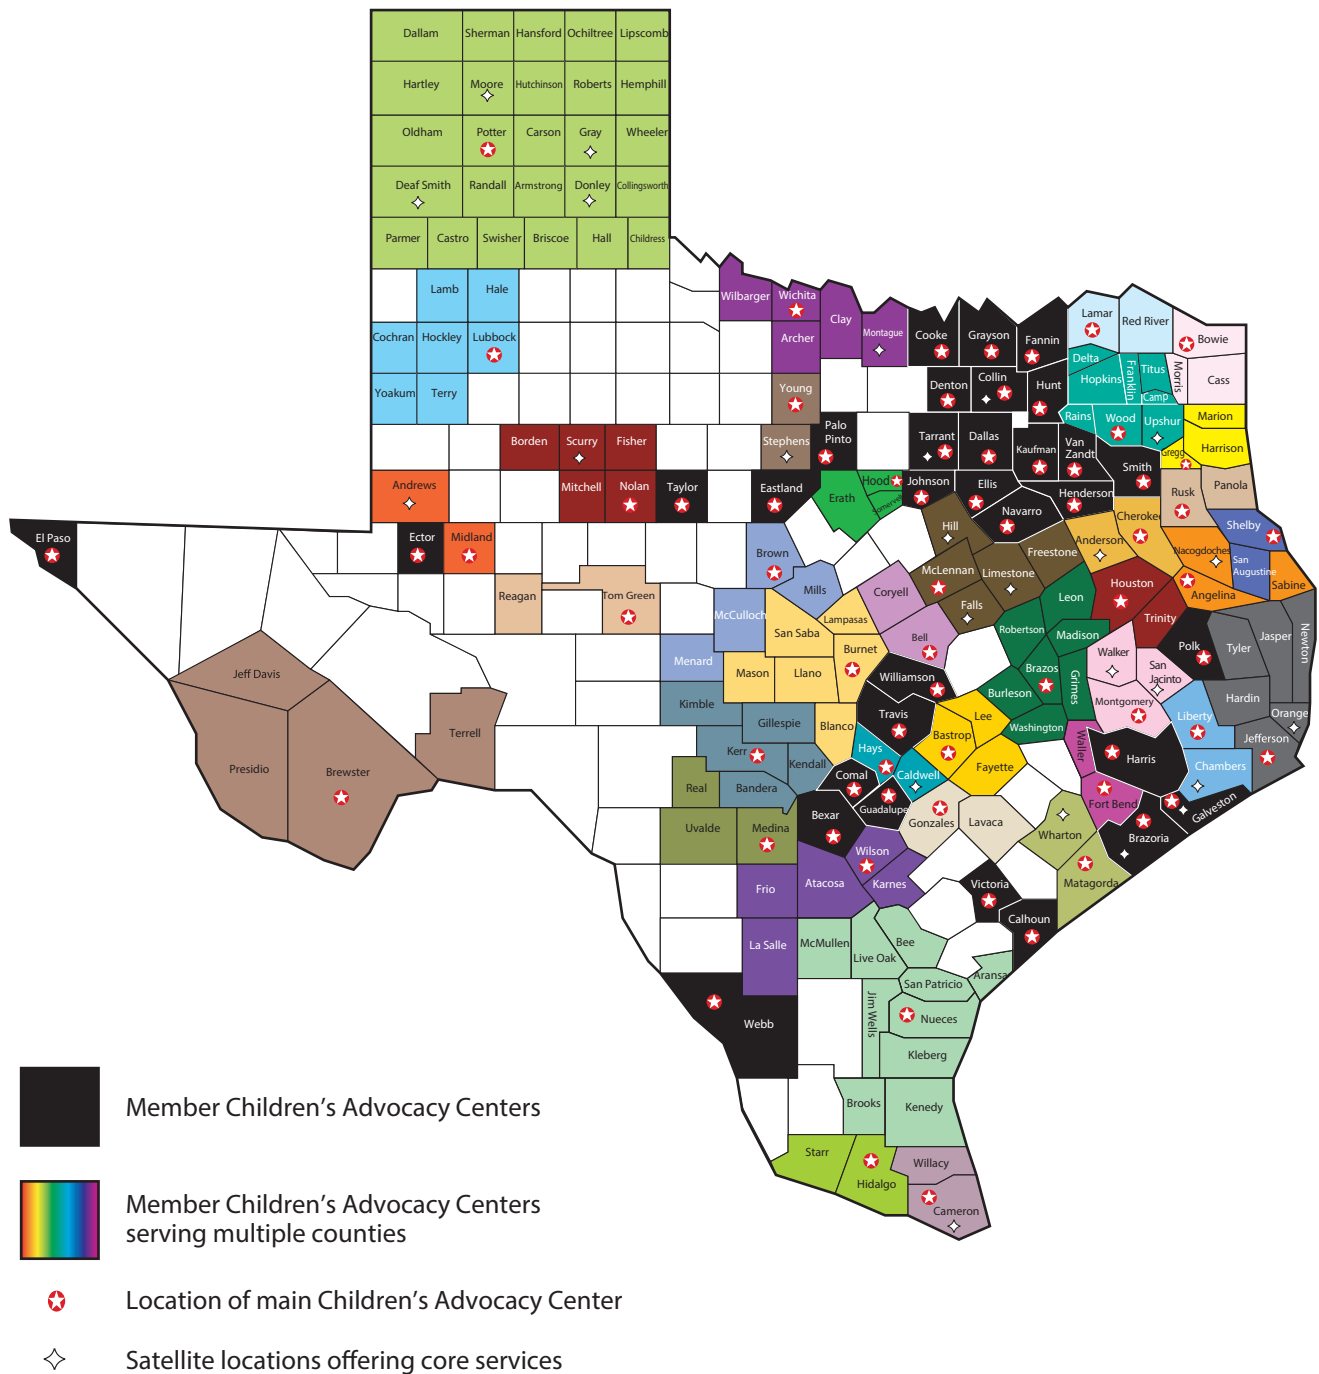 Dallam Sherman Hansford Ochiltree Lipscomb
Hartley Moore Hutchinson Roberts Hemphill
Oldham Potter Carson Gray Wheeler
Deaf Smith Randall Armstrong Donley Collingsworth
Parmer Castro Swisher Briscoe Hall Childress
Lamb Hale
Wilbarger Wichita
Clay
Montague
Cochran Hockley Lubbock
Archer
Cooke Grayson Fannin
Lamar Red River
Bowie
Yoakum Terry
Young
Denton Collin Hunt
Delta
Hopkins
Franklin
Titus
Camp
Morris
Cass
Borden Scurry Fisher
Stephens
Palo
Pinto
Tarrant Dallas
Kaufman
Van
Zandt
Rains Wood Upshur
Marion
Harrison
Gregg
Smith
Andrews
Mitchell Nolan Taylor
Eastland
Erath
Hood
Somervell
Johnson
Ellis
Navarro
Henderson
Rusk
Panola
El Paso
Ector Midland
Brown
Mills
Hill
McLennan
Limestone
Freestone
Falls
Anderson
Cherokee
Nacogdoches
Shelby
San
Augustine
Sabine
Angelina
Reagan
Tom Green
McCulloch
San Saba
Lampasas
Coryell
Bell
Robertson
Leon
Madison
Houston
Trinity
Polk
Tyler
Jasper
Newton
Menard
Mason
Llano
Burnet
Williamson
Brazos
Burleson
Grimes
Washington
Walker
San
Jacinto
Montgomery
Liberty
Hardin
Orange
Jefferson
Jeff Davis
Presidio
Brewster
Terrell
Kimble
Gillespie
Kerr
Kendall
Bandera
Blanco
Hays
Travis
Lee
Bastrop
Fayette
Caldwell
Comal
Guadalupe
Waller
Harris
Chambers
Fort Bend
Galveston
Brazoria
Real
Uvalde
Medina
Bexar
Wilson
Gonzales
Lavaca
Wharton
Matagorda
Frio
Atacosa
Karnes
Victoria
Calhoun
La Salle
McMullen
Live Oak
Bee
Aransa
San Patricio
Jim Wells
Nueces
Kleberg
Webb
Brooks
Kenedy
Starr
Hidalgo
Willacy
Cameron
Member Children’s Advocacy Centers
Member Children’s Advocacy Centers
serving multiple counties
Location of main Children’s Advocacy Center
Satellite locations offering core services